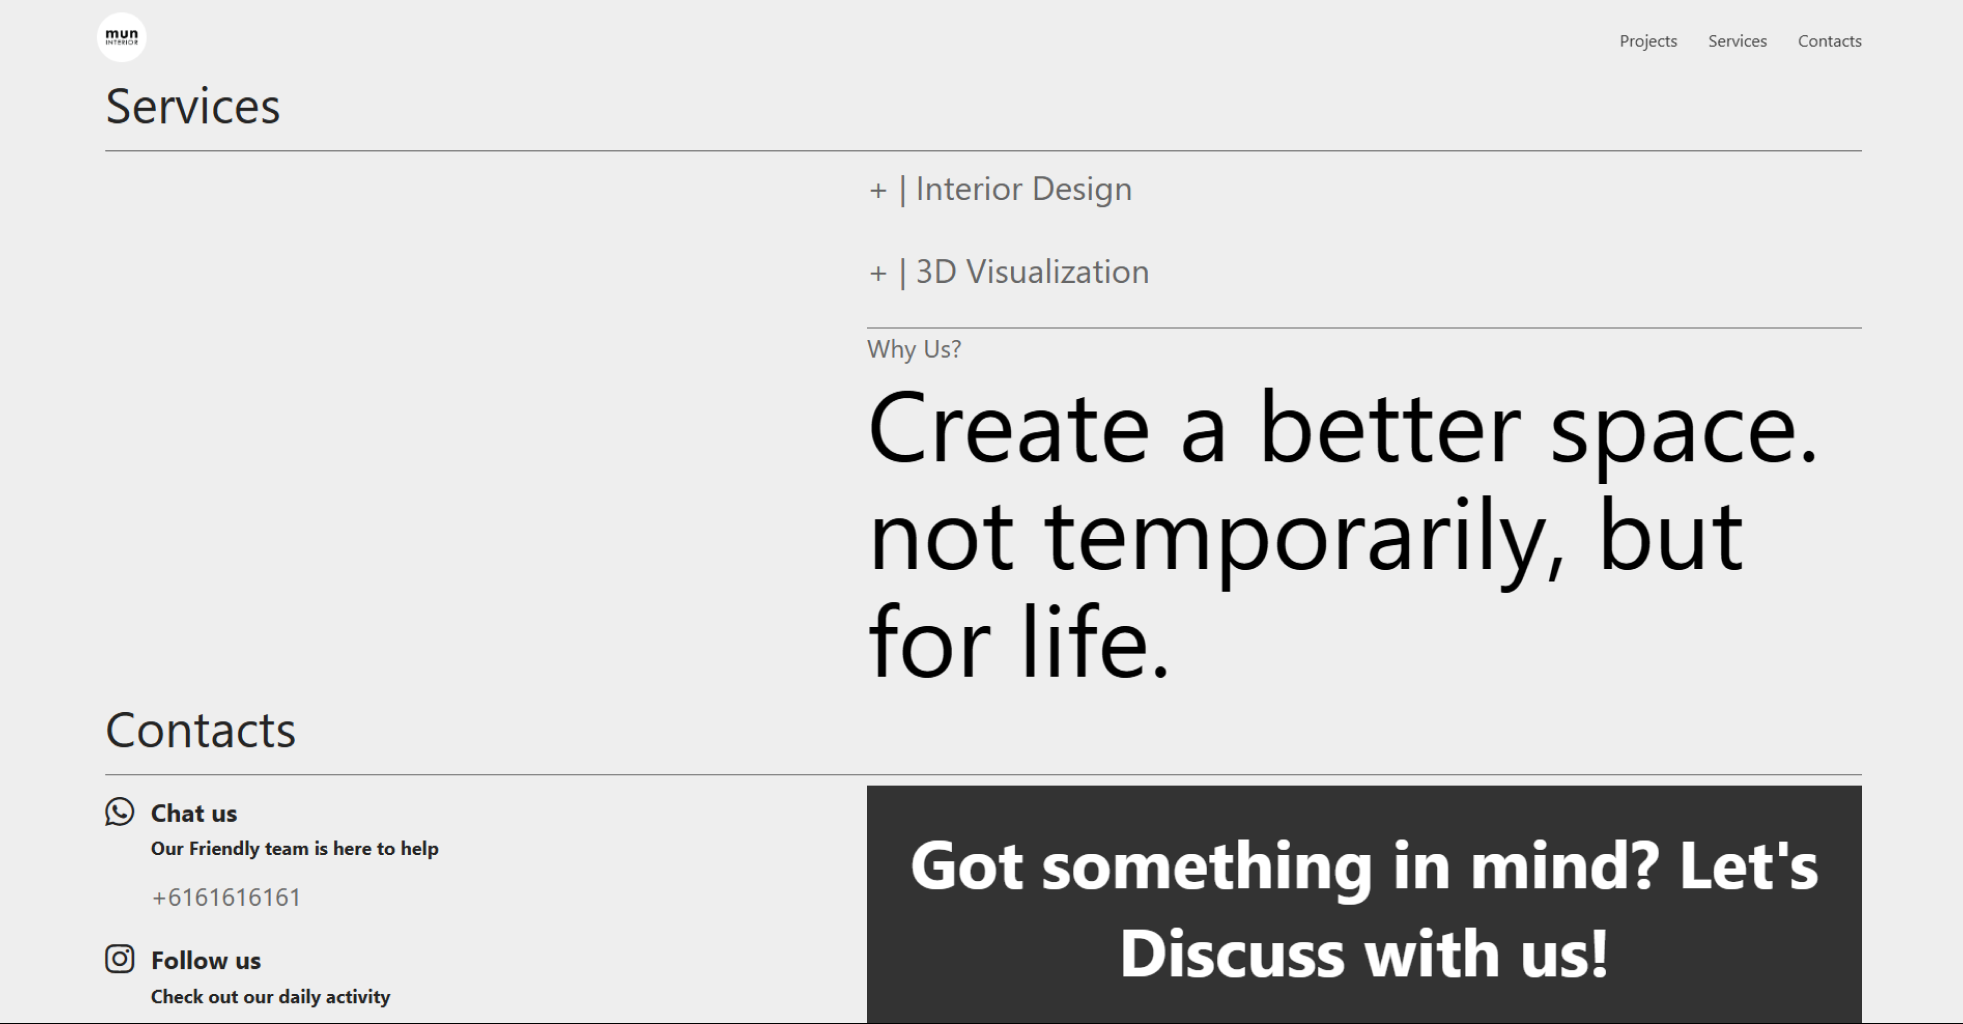 mun
INTERIOR
Projects Services Contacts
Services
+ | Interior Design
+ | 3D Visualization
Why Us?
Create a better space.
not temporarily, but
for life.
Contacts
Chat us
Our Friendly team is here to help
+6161616161
Follow us
Check out our daily activity
Got something in mind? Let's
Discuss with us!